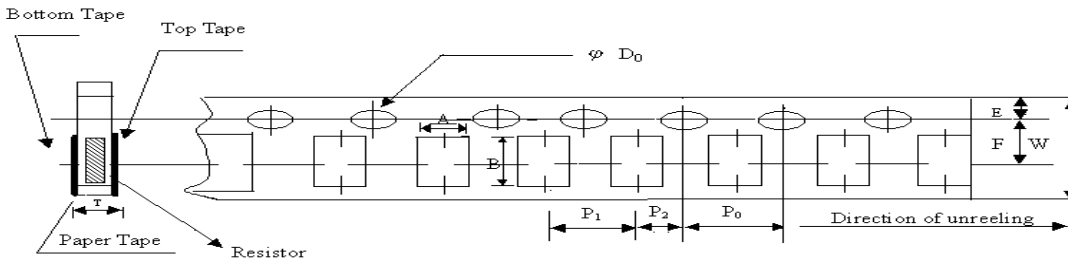 Bottom Tape
Top Tape
φ D₀
A
E
B
F W
T
P₁ P₂ P₀
Direction of unreeling
Paper Tape
Resistor